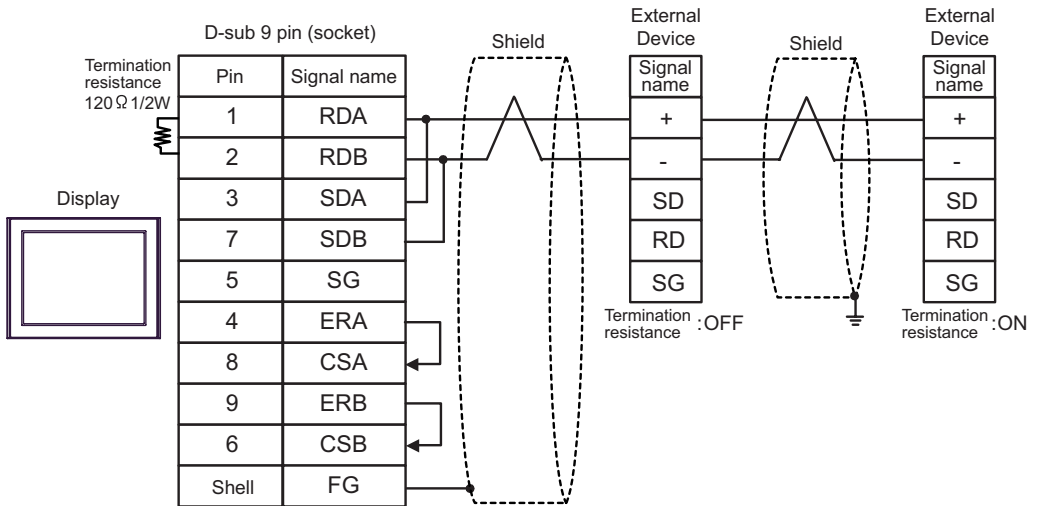 D-sub 9 pin (socket)
Termination
resistance
120Ω 1/2W
Display
Pin Signal name
1 RDA
2 RDB
3 SDA
7 SDB
5 SG
4 ERA
8 CSA
9 ERB
6 CSB
Shell FG
Shield
External
Device
Signal
name
+
-
SD
RD
SG
Termination
resistance :OFF
Shield
External
Device
Signal
name
+
-
SD
RD
SG
Termination
resistance :ON